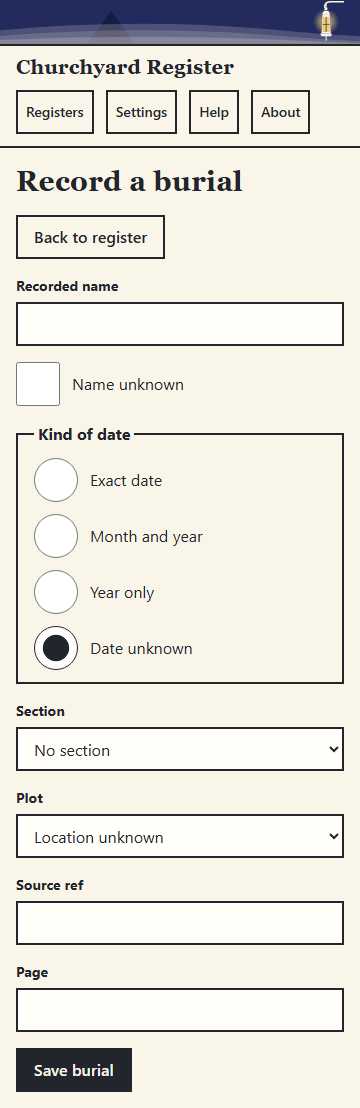 Churchyard Register
Registers Settings Help About
Record a burial
Back to register
Recorded name
Name unknown
Kind of date
Exact date
Month and year
Year only
Date unknown
Section
No section
Plot
Location unknown
Source ref
Page
Save burial